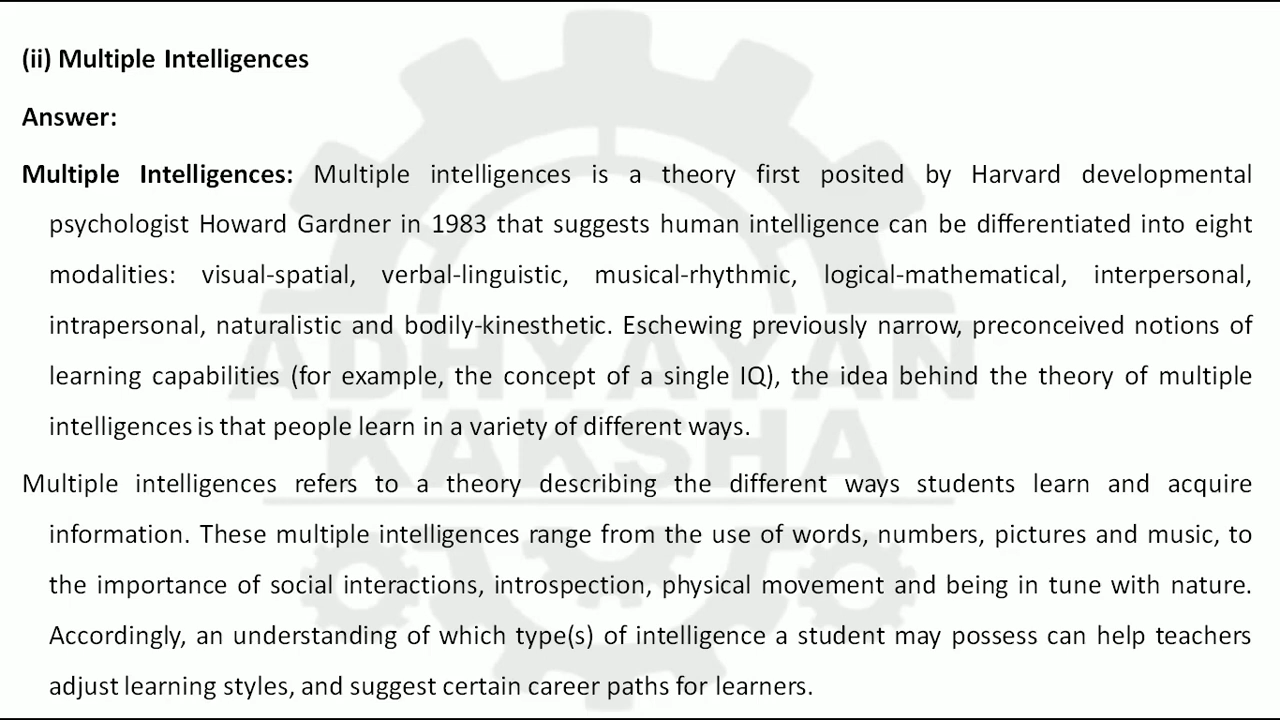 (ii) Multiple Intelligences
Answer:
Multiple Intelligences: Multiple intelligences is a theory first posited by Harvard developmental
psychologist Howard Gardner in 1983 that suggests human intelligence can be differentiated into eight
modalities: visual-spatial, verbal-linguistic, musical-rhythmic, logical-mathematical, interpersonal,
intrapersonal, naturalistic and bodily-kinesthetic. Eschewing previously narrow, preconceived notions of
learning capabilities (for example, the concept of a single IQ), the idea behind the theory of multiple
intelligences is that people learn in a variety of different ways.
Multiple intelligences refers to a theory describing the different ways students learn and acquire
information. These multiple intelligences range from the use of words, numbers, pictures and music, to
the importance of social interactions, introspection, physical movement and being in tune with nature.
Accordingly, an understanding of which type(s) of intelligence a student may possess can help teachers
adjust learning styles, and suggest certain career paths for learners.
ADHYAYAN
KAKSHA